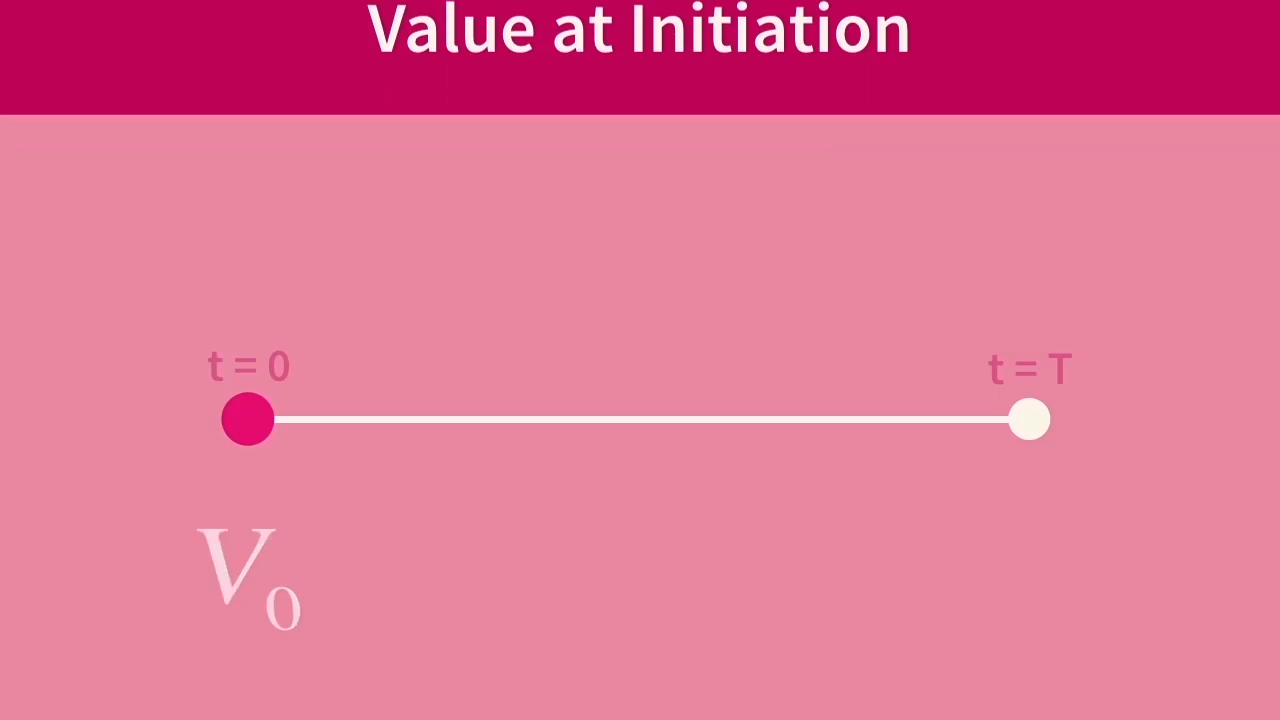 Value at Initiation
t = 0
t = T
V₀